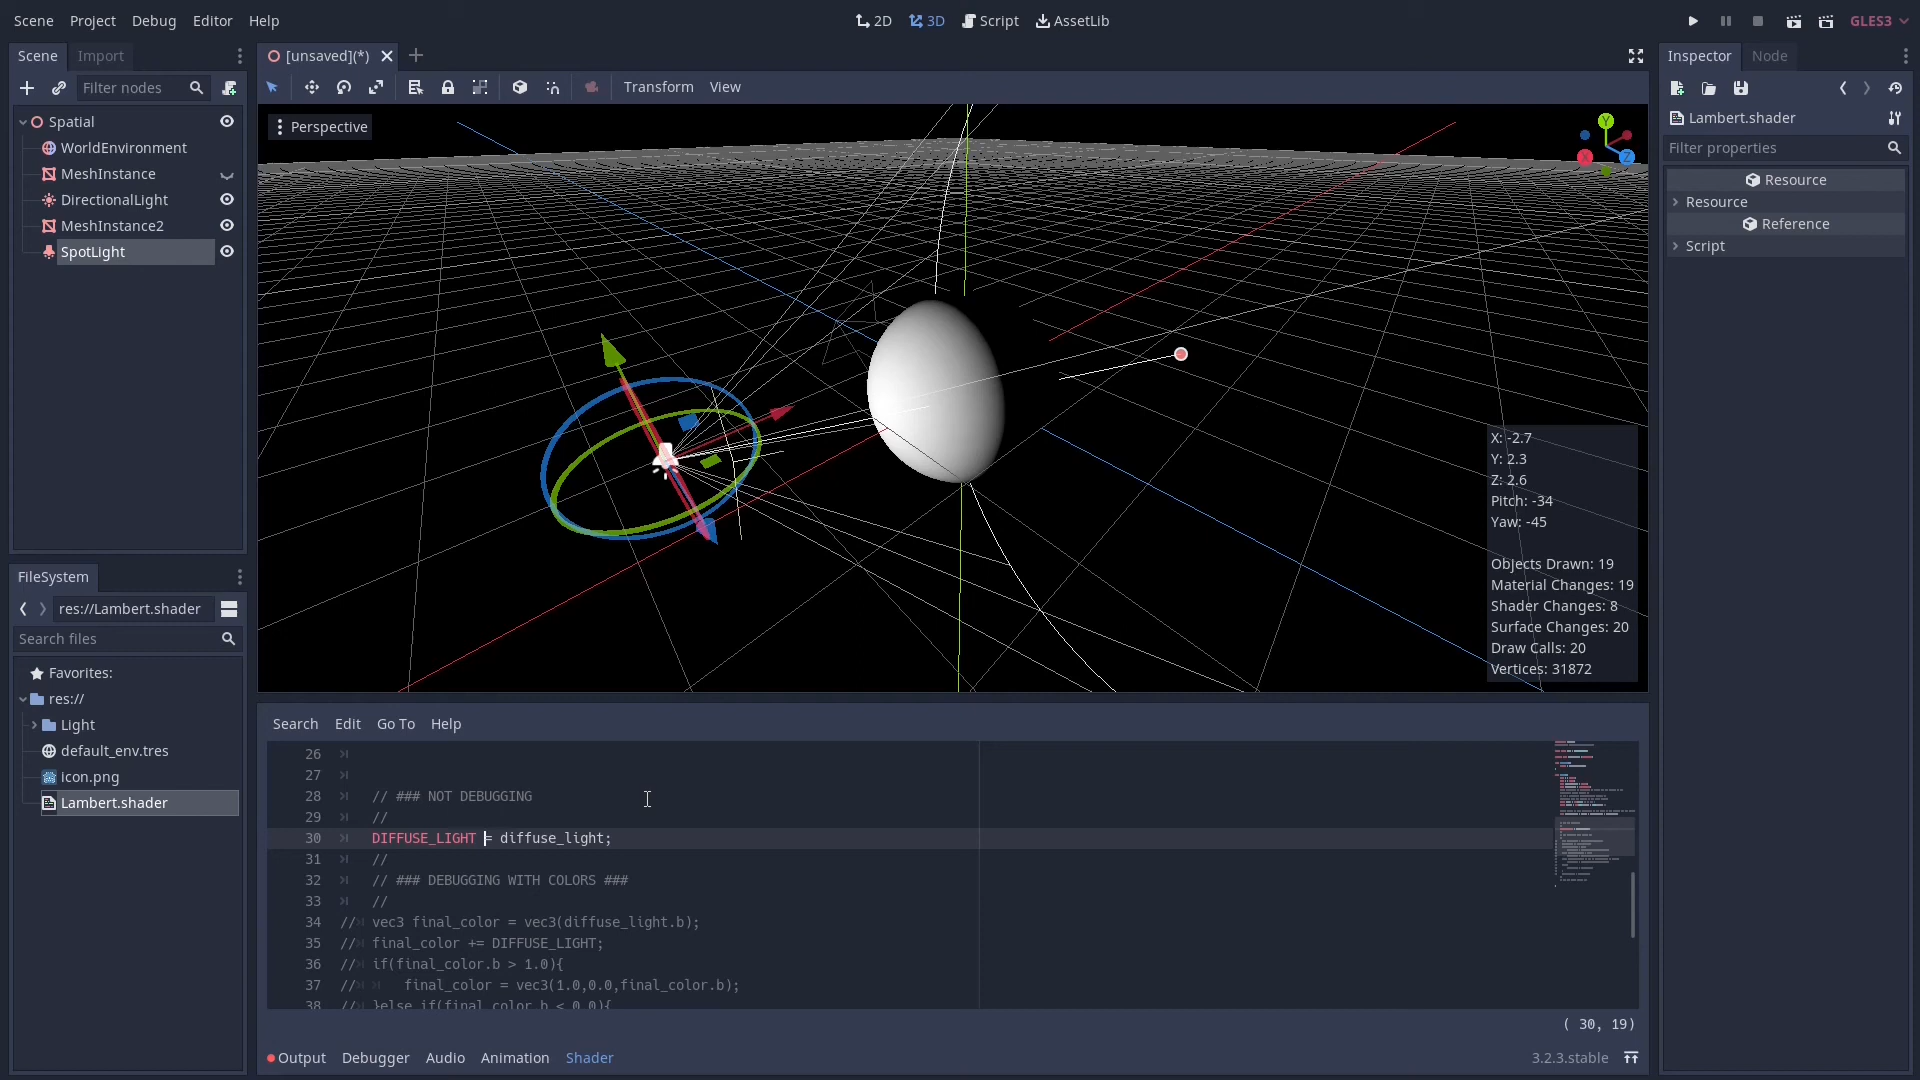 Scene Project Debug Editor Help
2D 3D Script AssetLib
GLES3
Scene Import
Filter nodes
Spatial
WorldEnvironment
MeshInstance
DirectionalLight
MeshInstance2
SpotLight
FileSystem
res://Lambert.shader
Search files
Favorites:
res://
Light
default_env.tres
icon.png
Lambert.shader
[unsaved](*)
Transform View
Perspective
Y
X
Z
X: -2.7
Y: 2.3
Z: 2.6
Pitch: -34
Yaw: -45
Objects Drawn: 19
Material Changes: 19
Shader Changes: 8
Surface Changes: 20
Draw Calls: 20
Vertices: 31872
Search Edit Go To Help
26
27
28 // ### NOT DEBUGGING
29 //
30 DIFFUSE_LIGHT = diffuse_light;
31 //
32 // ### DEBUGGING WITH COLORS ###
33 //
34 // vec3 final_color = vec3(diffuse_light.b);
35 // final_color += DIFFUSE_LIGHT;
36 // if(final_color.b > 1.0){
37 // final_color = vec3(1.0,0.0,final_color.b);
38 // }else if(final_color.b < 0.0){
( 30, 19)
Output Debugger Audio Animation Shader
3.2.3.stable
Inspector Node
Lambert.shader
Filter properties
Resource
Resource
Reference
Script